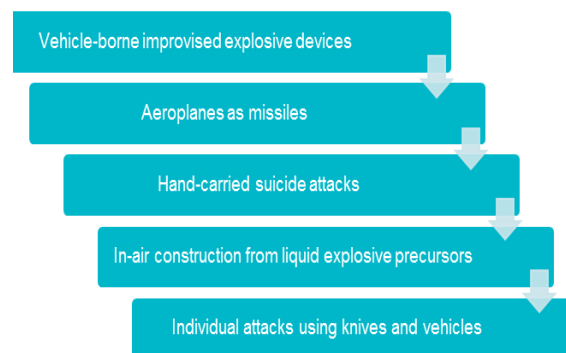 Vehicle-borne improvised explosive devices
Aeroplanes as missiles
Hand-carried suicide attacks
In-air construction from liquid explosive precursors
Individual attacks using knives and vehicles